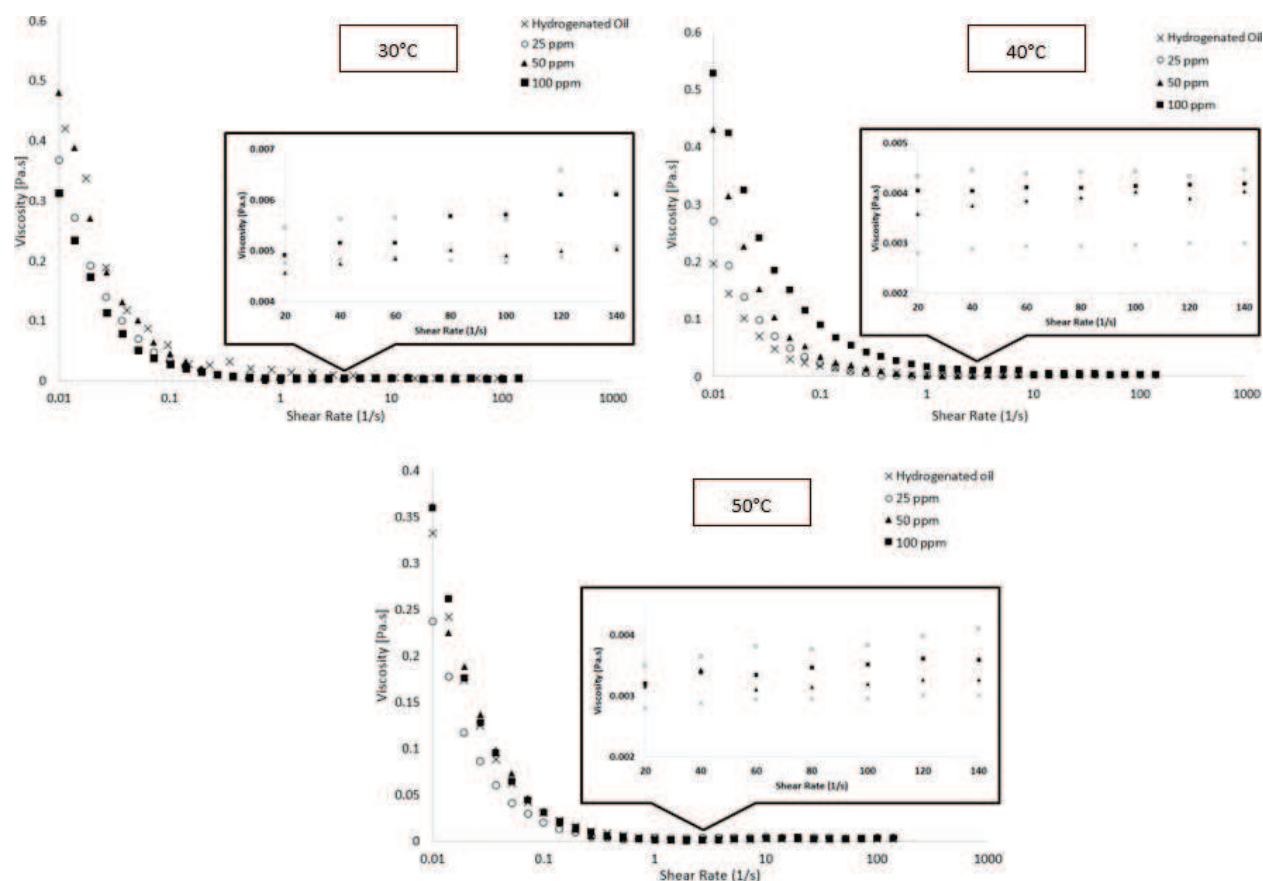 30°C
× Hydrogenated Oil
○ 25 ppm
▲ 50 ppm
■ 100 ppm
Viscosity [Pa.s]
0.6
0.5
0.4
0.3
0.2
0.1
0
0.01 0.1 1 10 100 1000
Shear Rate (1/s)
Viscosity [Pa.s]
0.007
0.006
0.005
0.004
20 40 60 80 100 120 140
Shear Rate (1/s)
40°C
× Hydrogenated Oil
○ 25 ppm
▲ 50 ppm
■ 100 ppm
Viscosity [Pa.s]
0.6
0.5
0.4
0.3
0.2
0.1
0
0.01 0.1 1 10 100 1000
Shear Rate (1/s)
Viscosity [Pa.s]
0.005
0.004
0.003
0.002
20 40 60 80 100 120 140
Shear Rate (1/s)
50°C
× Hydrogenated oil
○ 25 ppm
▲ 50 ppm
■ 100 ppm
Viscosity [Pa.s]
0.4
0.35
0.3
0.25
0.2
0.15
0.1
0.05
0
0.01 0.1 1 10 100 1000
Shear Rate (1/s)
Viscosity [Pa.s]
0.004
0.003
0.002
20 40 60 80 100 120 140
Shear Rate (1/s)